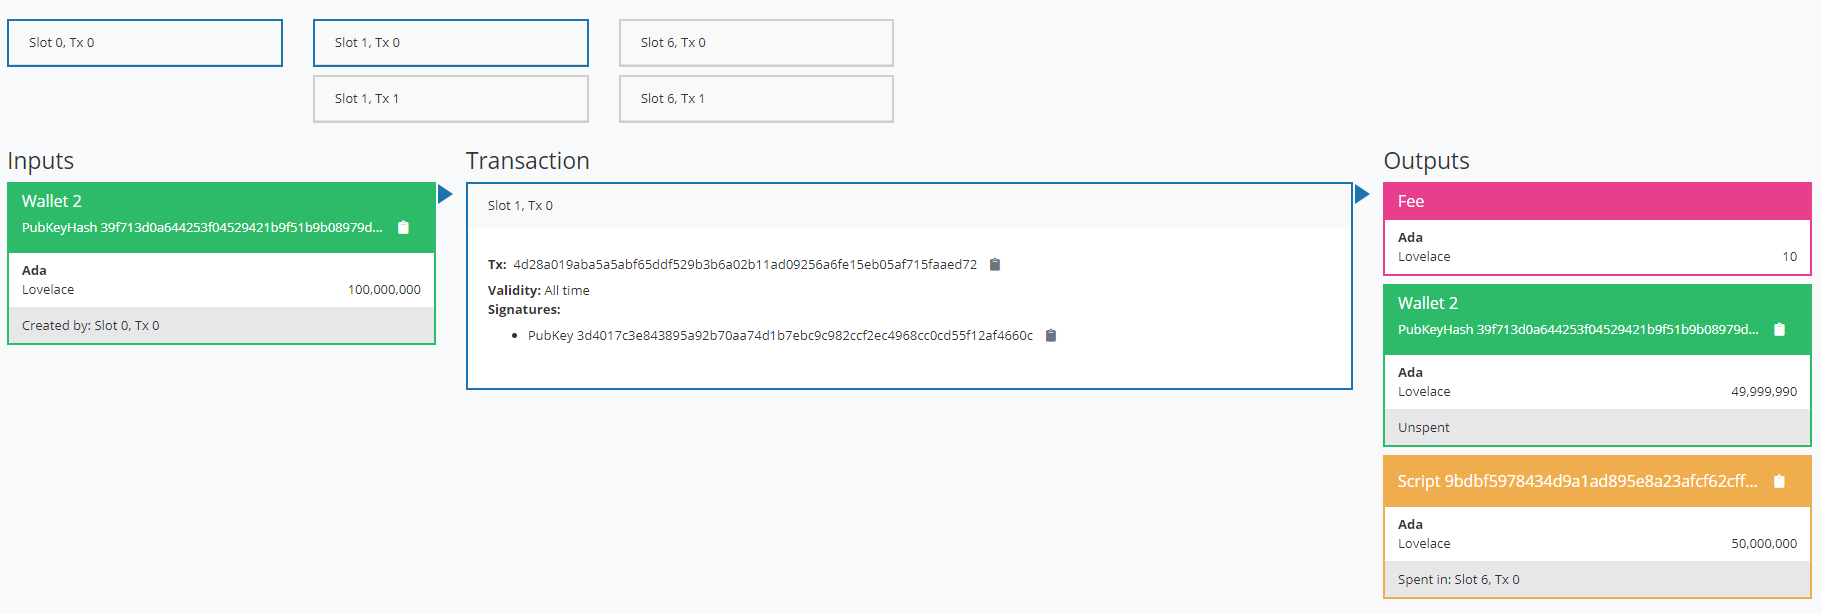 Slot 0, Tx 0
Slot 1, Tx 0
Slot 6, Tx 0
Slot 1, Tx 1
Slot 6, Tx 1
Inputs
Transaction
Outputs
Wallet 2
PubKeyHash 39f713d0a644253f04529421b9f51b9b08979d...
Ada
Lovelace 100,000,000
Created by: Slot 0, Tx 0
Slot 1, Tx 0
Tx: 4d28a019aba5a5abf65ddf529b3b6a02b11ad09256a6fe15eb05af715faaed72
Validity: All time
Signatures:
• PubKey 3d4017c3e843895a92b70aa74d1b7ebc9c982ccf2ec4968cc0cd55f12af4660c
Fee
Ada
Lovelace 10
Wallet 2
PubKeyHash 39f713d0a644253f04529421b9f51b9b08979d...
Ada
Lovelace 49,999,990
Unspent
Script 9bdbf5978434d9a1ad895e8a23afcf62cff...
Ada
Lovelace 50,000,000
Spent in: Slot 6, Tx 0